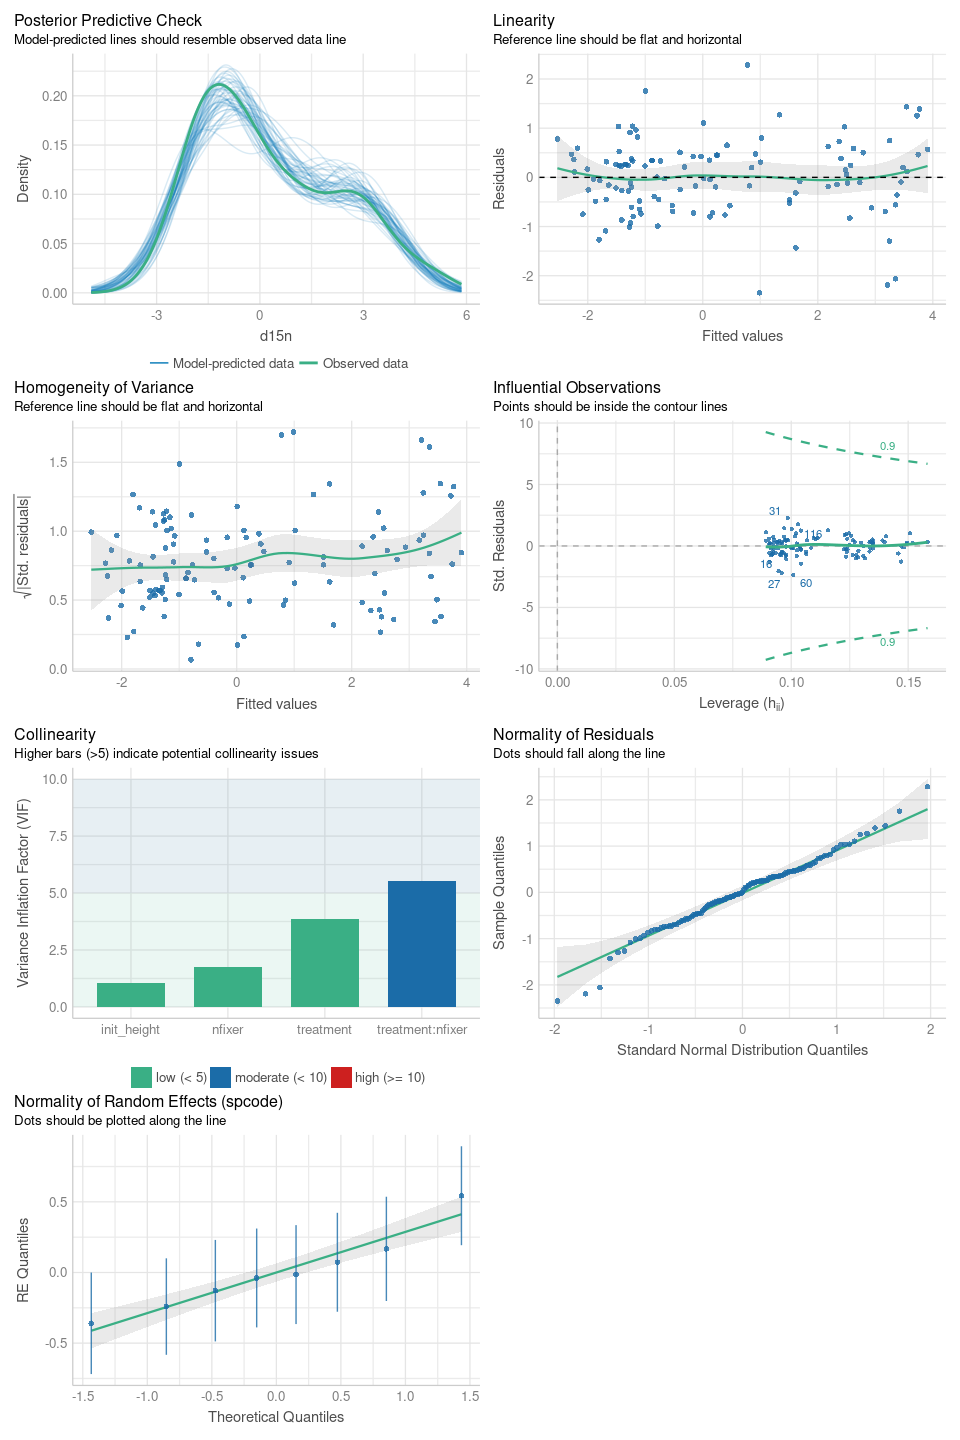 Posterior Predictive Check
Model-predicted lines should resemble observed data line
0.20
0.15
0.10
0.05
0.00
Density
-3
0
3
6
d15n
Model-predicted data
Observed data
Linearity
Reference line should be flat and horizontal
2
1
0
-1
-2
Residuals
-2
0
2
4
Fitted values
Homogeneity of Variance
Reference line should be flat and horizontal
1.5
1.0
0.5
0.0
√|Std. residuals|
-2
0
2
4
Fitted values
Influential Observations
Points should be inside the contour lines
10
5
0
-5
-10
Std. Residuals
0.9
31
116
16
27
60
0.9
0.00
0.05
0.10
0.15
Leverage (hii)
Collinearity
Higher bars (>5) indicate potential collinearity issues
10.0
7.5
5.0
2.5
0.0
Variance Inflation Factor (VIF)
init_height
nfixer
treatment
treatment:nfixer
low (< 5)
moderate (< 10)
high (>= 10)
Normality of Residuals
Dots should fall along the line
2
1
0
-1
-2
Sample Quantiles
-2
-1
0
1
2
Standard Normal Distribution Quantiles
Normality of Random Effects (spcode)
Dots should be plotted along the line
0.5
0.0
-0.5
RE Quantiles
-1.5
-1.0
-0.5
0.0
0.5
1.0
1.5
Theoretical Quantiles